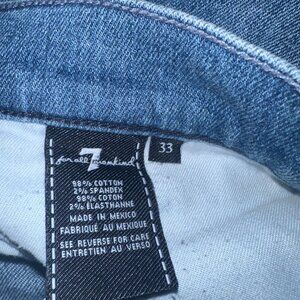 7
for all mankind
33
98% COTTON
2% SPANDEX
98% COTON
2% ÉLASTHANNE
MADE IN MEXICO
FABRIQUÉ AU MEXIQUE
SEE REVERSE FOR CARE
ENTRETIEN AU VERSO